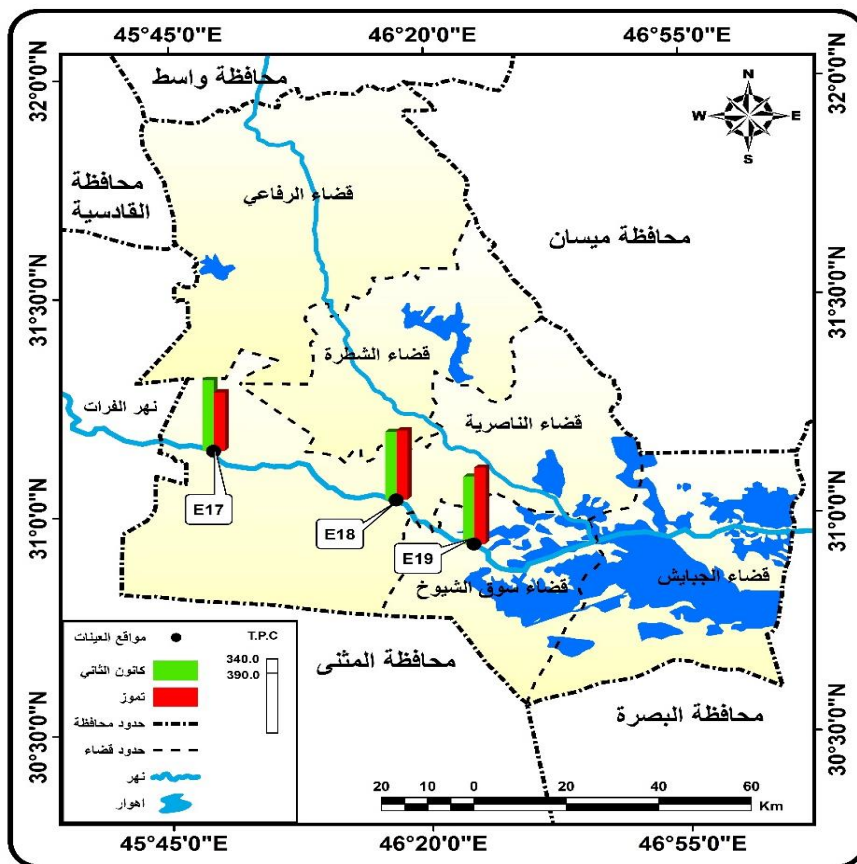 45°45'0"E 46°20'0"E 46°55'0"E
32°0'0"N
31°30'0"N
31°0'0"N
30°30'0"N
32°0'0"N
31°30'0"N
31°0'0"N
30°30'0"N
محافظة واسط
N
W E
S
محافظة
القادسية
قضاء الرفاعي
محافظة ميسان
قضاء الشطرة
نهر الفرات
قضاء الناصرية
E17
E18
E19
قضاء سوق الشيوخ
قضاء الجبايش
محافظة المثنى
محافظة البصرة
مواقع العينات
T.P.C
كانون الثاني
340.0
390.0
تموز
حدود محافظة
حدود قضاء
نهر
اهوار
20 10 0 20 40 60
Km
45°45'0"E 46°20'0"E 46°55'0"E